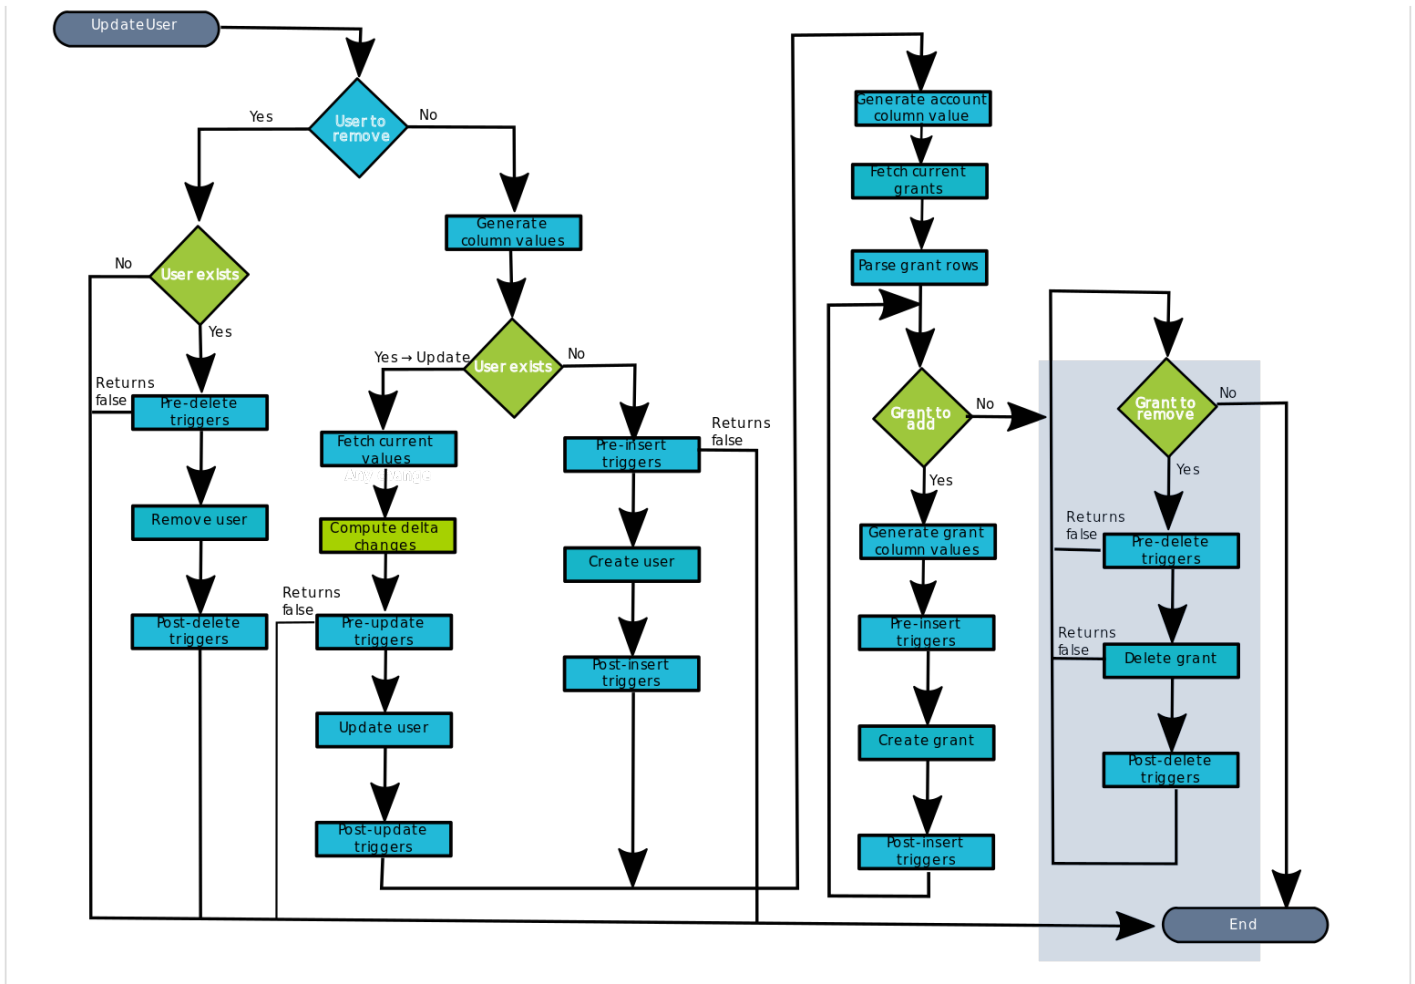 UpdateUser
User to
remove
Yes
No
Generate
column values
User exists
No
Yes
Returns
false
Pre-delete
triggers
Remove user
Post-delete
triggers
User exists
Yes → Update
No
Fetch current
values
Any change
Compute delta
changes
Returns
false
Pre-update
triggers
Update user
Post-update
triggers
Pre-insert
triggers
Returns
false
Create user
Post-insert
triggers
Generate account
column value
Fetch current
grants
Parse grant rows
Grant to
add
No
Yes
Generate grant
column values
Pre-insert
triggers
Create grant
Post-insert
triggers
Grant to
remove
No
Yes
Returns
false
Pre-delete
triggers
Returns
false
Delete grant
Post-delete
triggers
End